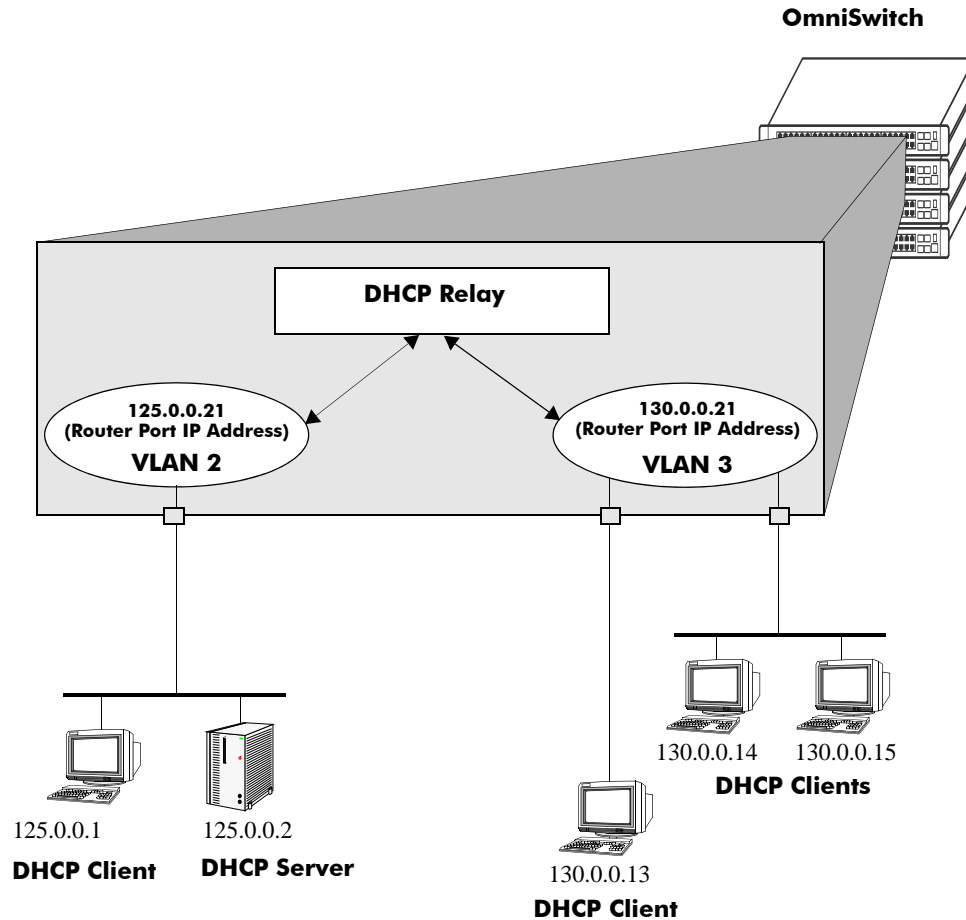 OmniSwitch
DHCP Relay
125.0.0.21
(Router Port IP Address)
VLAN 2
130.0.0.21
(Router Port IP Address)
VLAN 3
130.0.0.14
130.0.0.15
DHCP Clients
125.0.0.1
DHCP Client
125.0.0.2
DHCP Server
130.0.0.13
DHCP Client